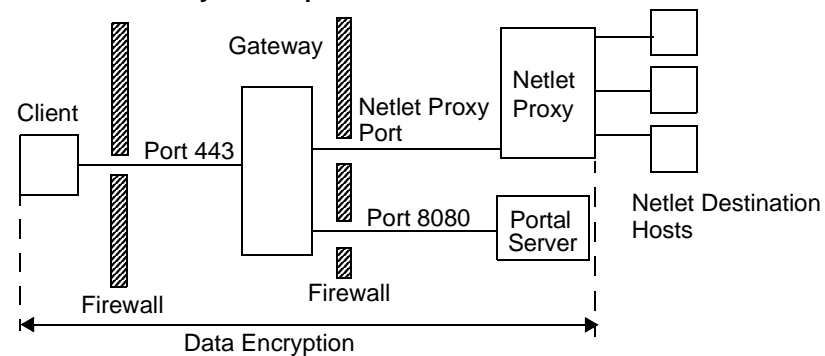 Gateway
Netlet
Proxy
Client
Netlet Proxy
Port
Port 443
Port 8080
Portal
Server
Netlet Destination
Hosts
Firewall
Firewall
Data Encryption